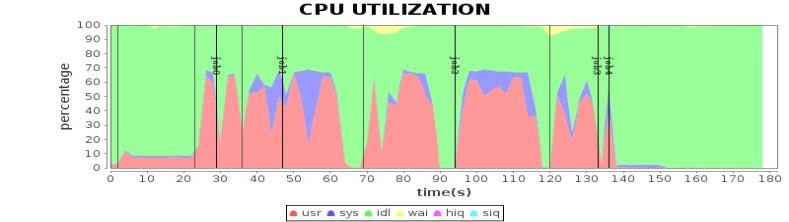 CPU UTILIZATION
percentage
100
90
80
70
60
50
40
30
20
10
0
job0
job1
job2
job3
job4
0 10 20 30 40 50 60 70 80 90 100 110 120 130 140 150 160 170 180
time(s)
usr sys idl wai hiq siq